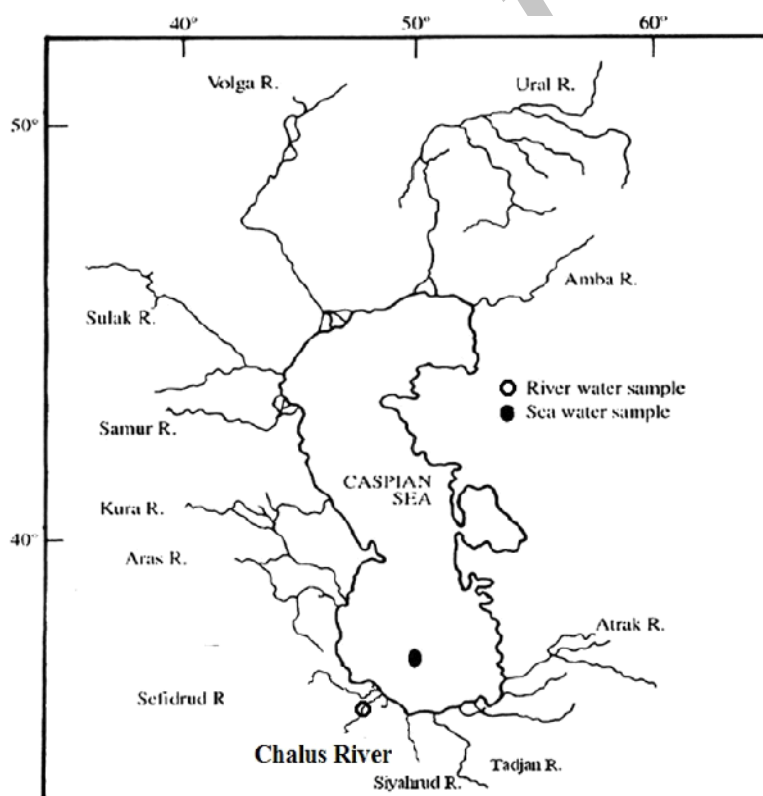 40°
50°
60°
Volga R.
Ural R.
50°
Amba R.
Sulak R.
River water sample
Sea water sample
Samur R.
CASPIAN
SEA
Kura R.
40°
Aras R.
Atrak R.
Sefidrud R
Chalus River
Tadjan R.
Siyahrud R.